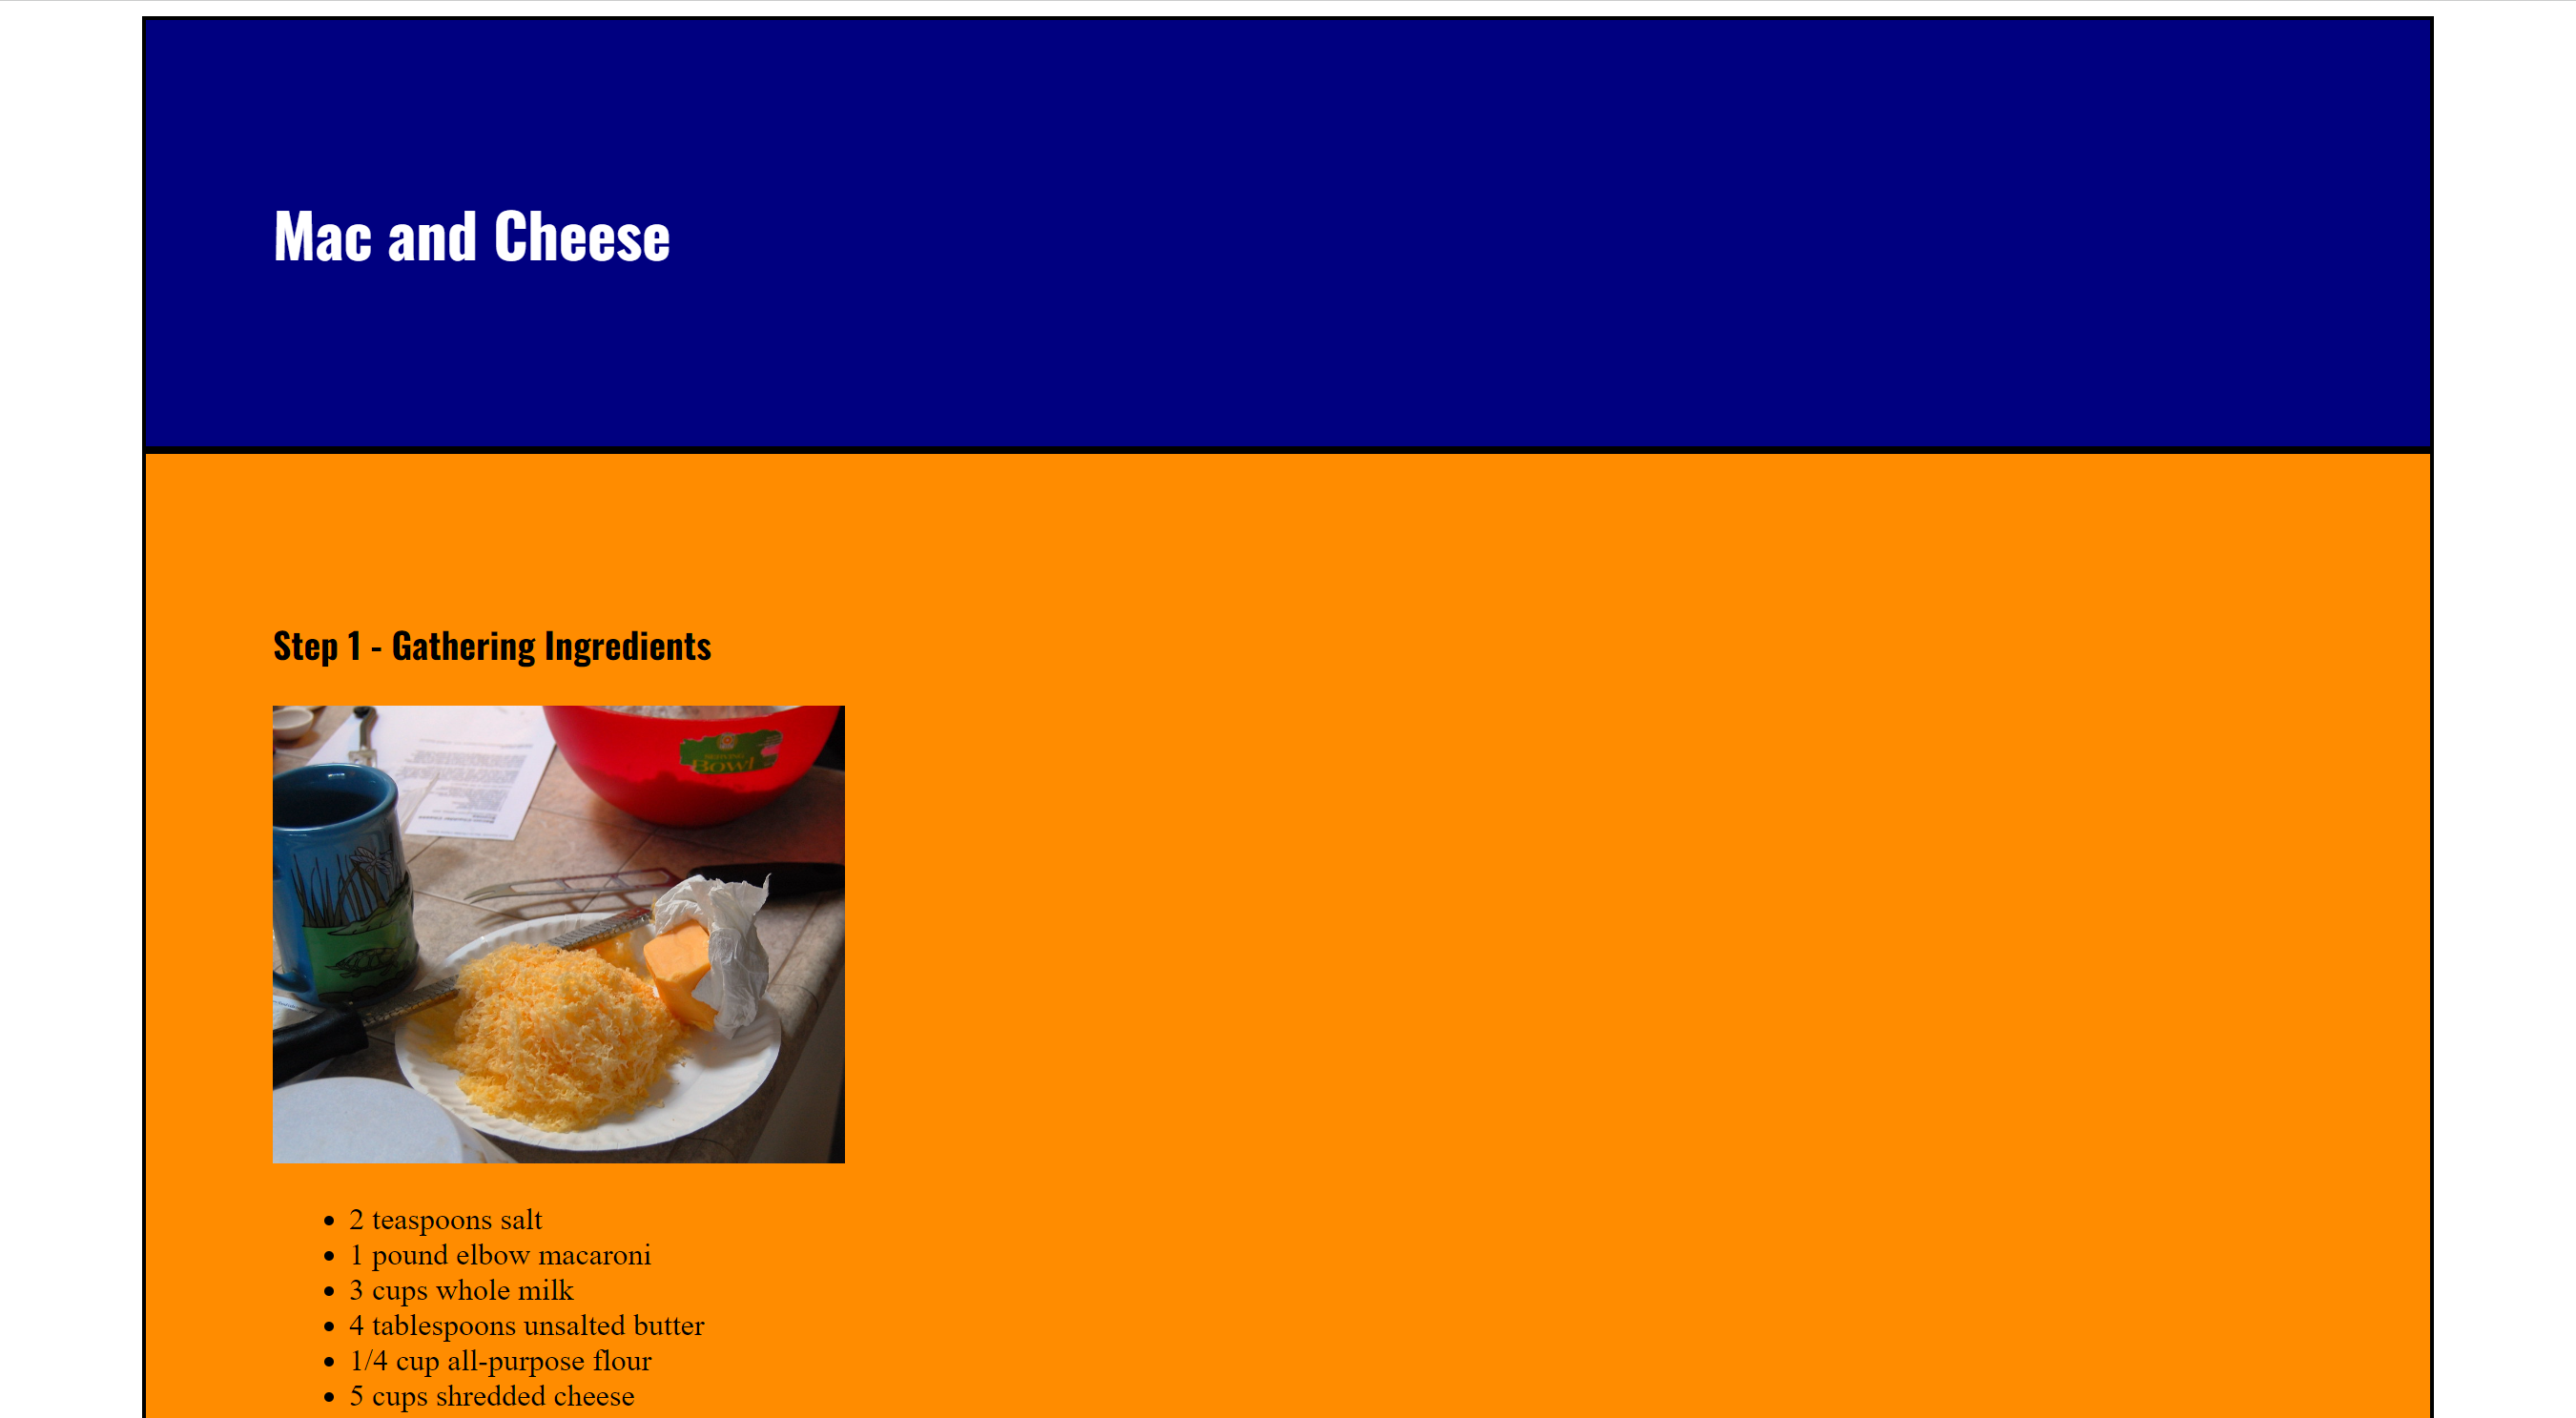 Mac and Cheese
Step 1 - Gathering Ingredients
Bowl
2 teaspoons salt
1 pound elbow macaroni
3 cups whole milk
4 tablespoons unsalted butter
1/4 cup all-purpose flour
5 cups shredded cheese